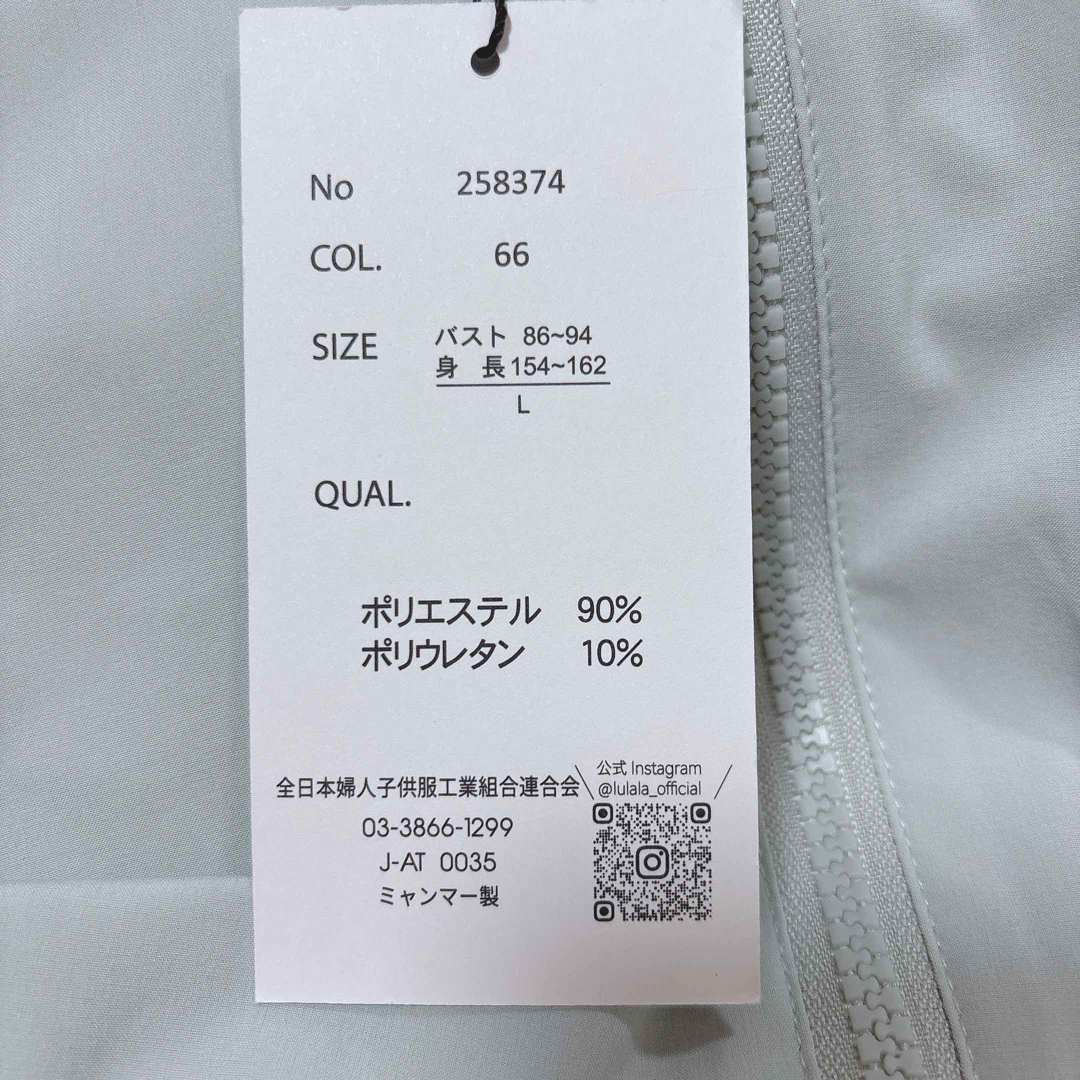 No 258374
COL. 66
SIZE バスト 86~94
身 長 154~162
L
QUAL.
ポリエステル 90%
ポリウレタン 10%
全日本婦人子供服工業組合連合会
03-3866-1299
J-AT 0035
ミャンマー製
公式 Instagram
@lulala_official